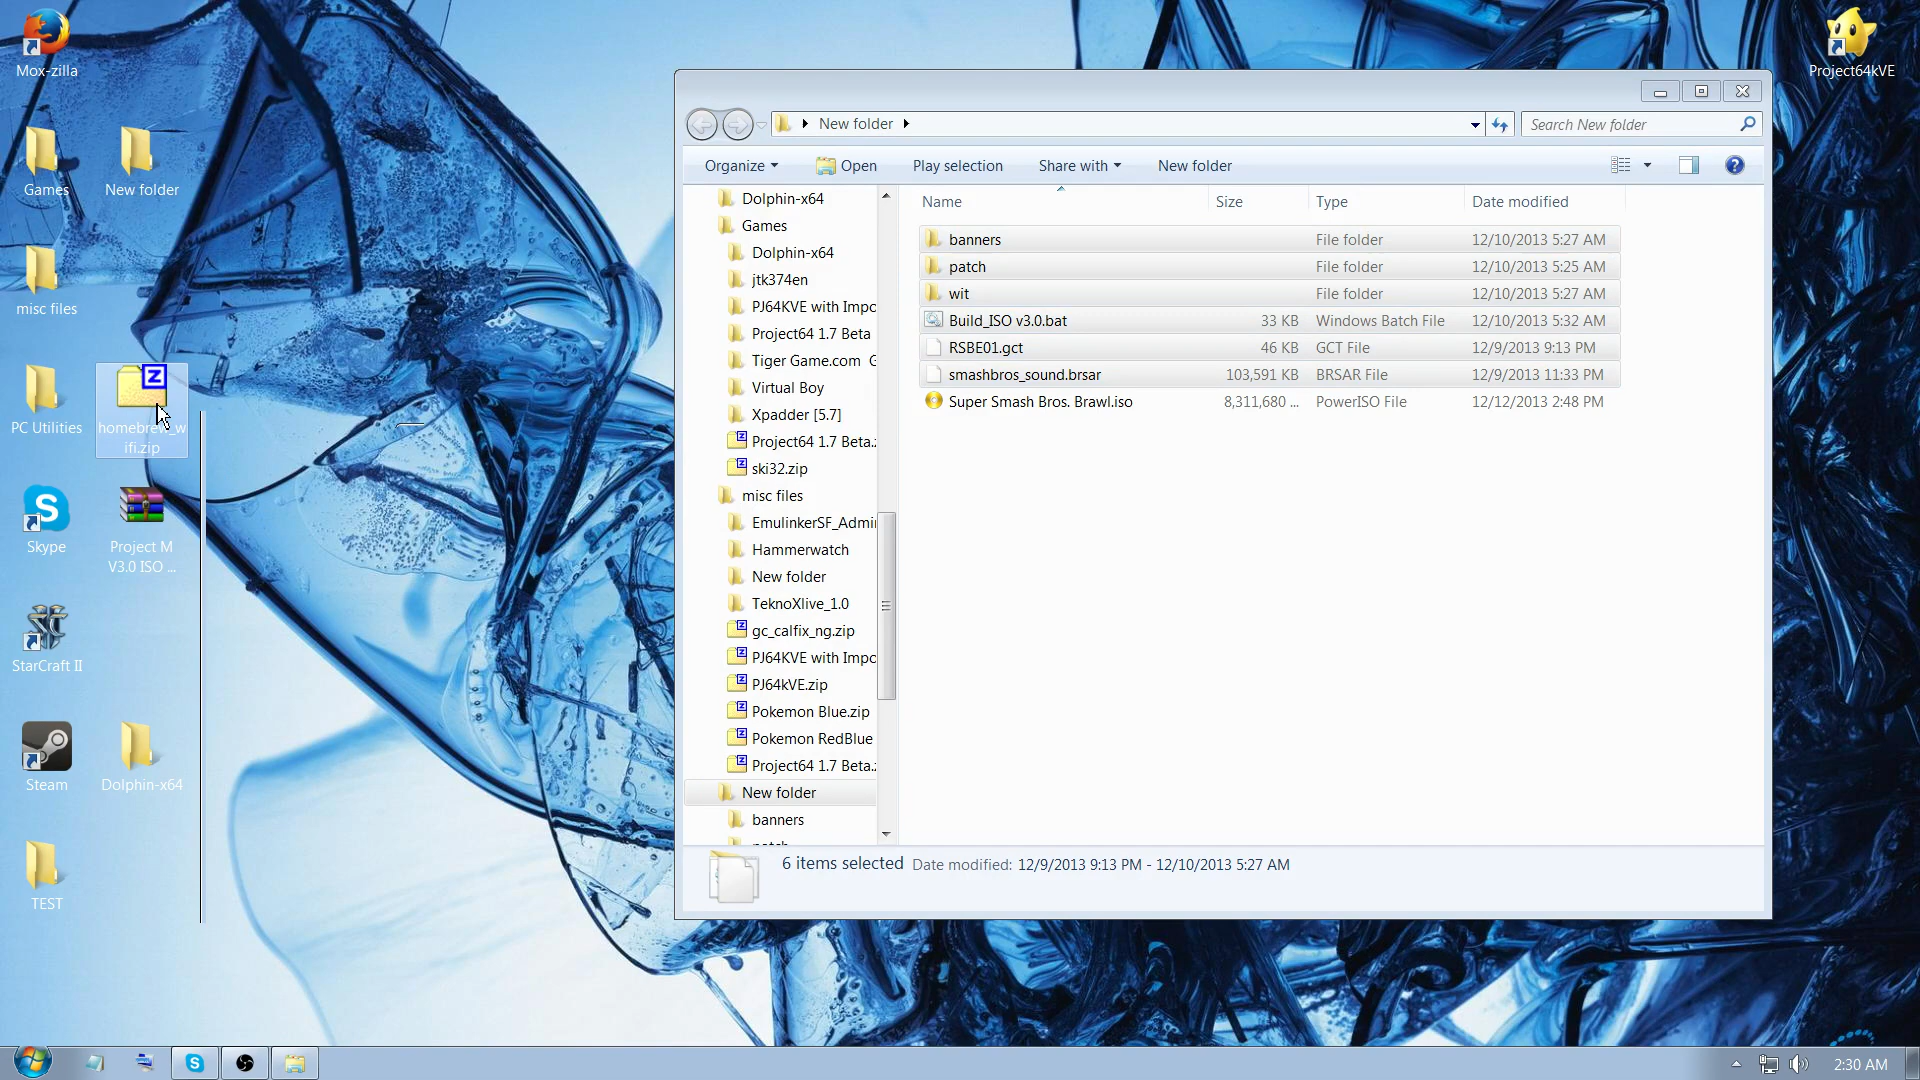 Mox-zilla
Games
New folder
misc files
PC Utilities
homebrew_w
ifi.zip
Skype
Project M
V3.0 ISO ...
StarCraft II
Steam
Dolphin-x64
TEST
Project64kVE
New folder
Search New folder
Organize
Open
Play selection
Share with
New folder
Dolphin-x64
Games
Dolphin-x64
jtk374en
PJ64KVE with Impo
Project64 1.7 Beta
Tiger Game.com G
Virtual Boy
Xpadder [5.7]
Project64 1.7 Beta.z
ski32.zip
misc files
EmulinkerSF_Admi
Hammerwatch
New folder
TeknoXlive_1.0
gc_calfix_ng.zip
PJ64KVE with Impo
PJ64kVE.zip
Pokemon Blue.zip
Pokemon RedBlue
Project64 1.7 Beta.z
New folder
banners
Name Size Type Date modified
banners File folder 12/10/2013 5:27 AM
patch File folder 12/10/2013 5:25 AM
wit File folder 12/10/2013 5:27 AM
Build_ISO v3.0.bat 33 KB Windows Batch File 12/10/2013 5:32 AM
RSBE01.gct 46 KB GCT File 12/9/2013 9:13 PM
smashbros_sound.brsar 103,591 KB BRSAR File 12/9/2013 11:33 PM
Super Smash Bros. Brawl.iso 8,311,680 ... PowerISO File 12/12/2013 2:48 PM
6 items selected Date modified: 12/9/2013 9:13 PM - 12/10/2013 5:27 AM
2:30 AM